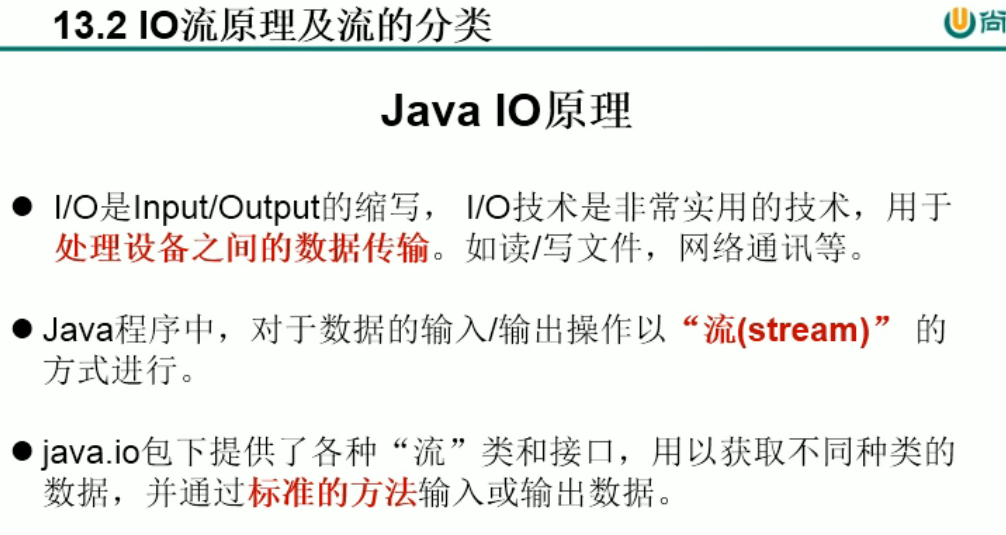 13.2 IO流原理及流的分类
尚
Java IO原理
● I/O是Input/Output的缩写， I/O技术是非常实用的技术，用于
处理设备之间的数据传输。如读/写文件，网络通讯等。
● Java程序中，对于数据的输入/输出操作以“流(stream)” 的
方式进行。
● java.io包下提供了各种“流”类和接口，用以获取不同种类的
数据，并通过标准的方法输入或输出数据。